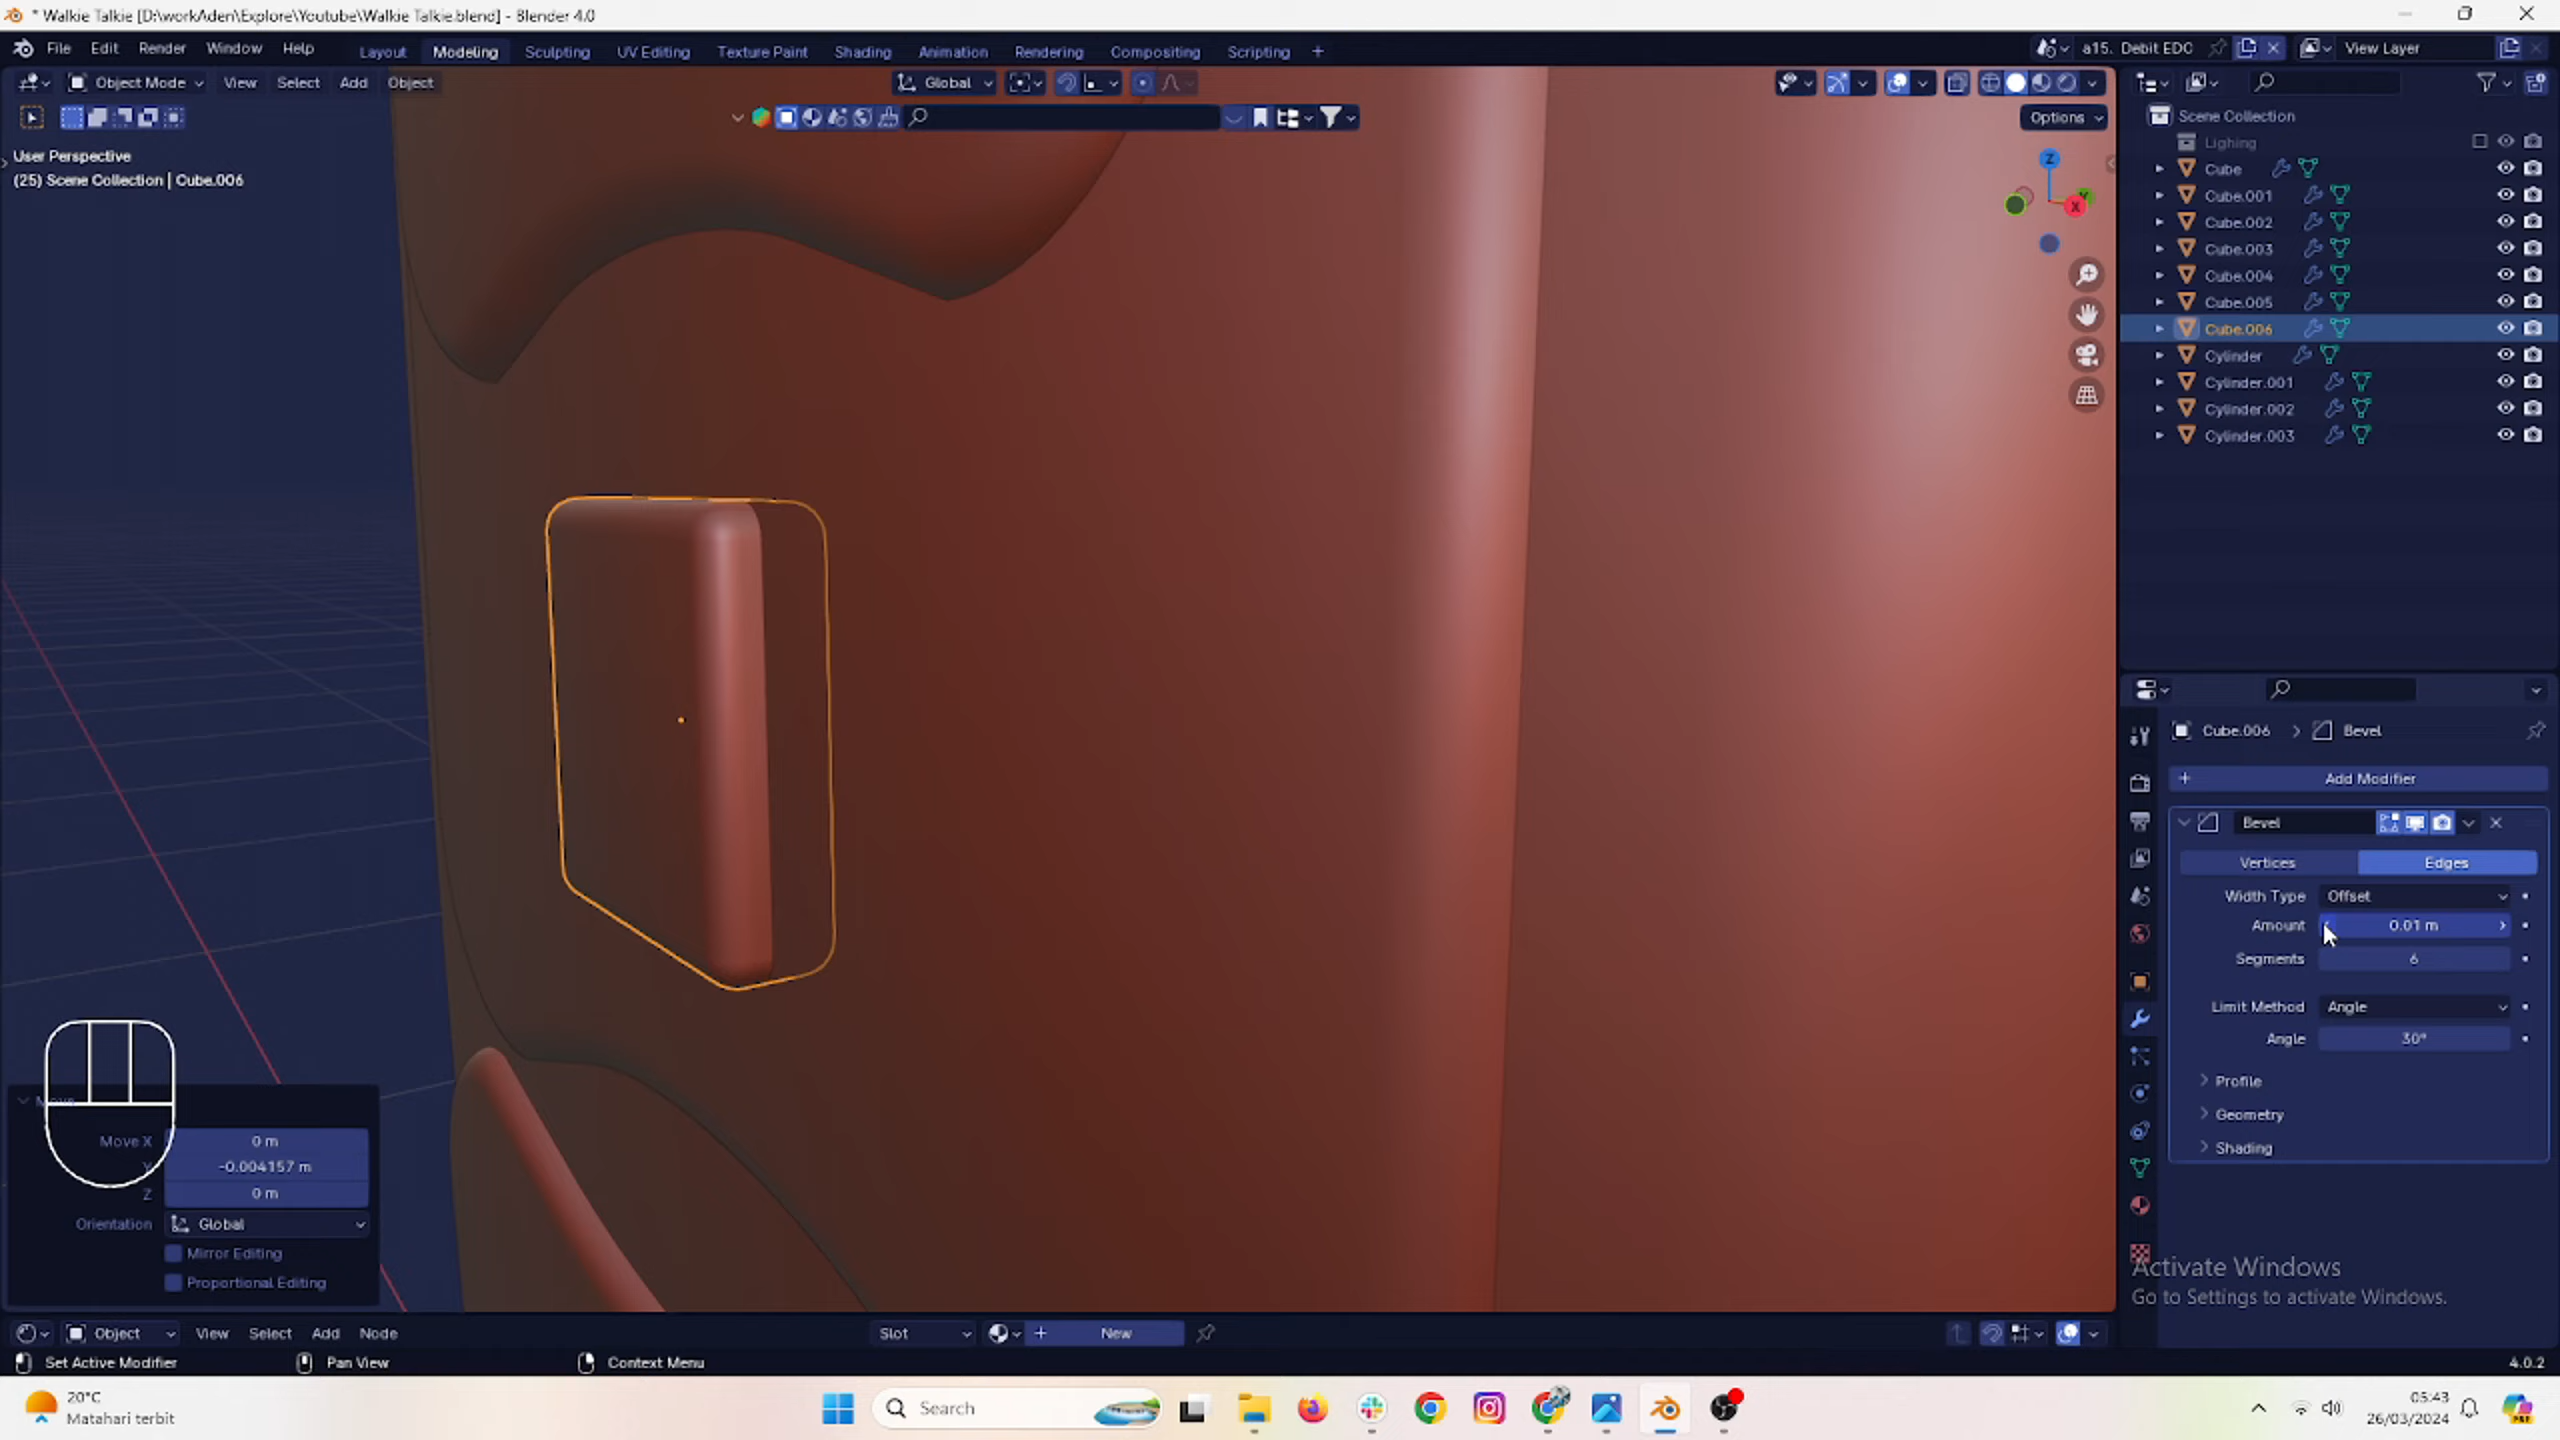 * Walkie Talkie [D:\workAden\Explore\Youtube\Walkie Talkie.blend] - Blender 4.0
File Edit Render Window Help
Layout Modeling Sculpting UV Editing Texture Paint Shading Animation Rendering Compositing Scripting +
a15. Debit EDC
View Layer
Object Mode View Select Add Object
Global
Options
User Perspective
(25) Scene Collection | Cube.006
Z
X
Scene Collection
Lighing
Cube
Cube.001
Cube.002
Cube.003
Cube.004
Cube.005
Cube.006
Cylinder
Cylinder.001
Cylinder.002
Cylinder.003
Cube.006 > Bevel
+ Add Modifier
Bevel
Vertices Edges
Width Type Offset
Amount 0.01 m
Segments 6
Limit Method Angle
Angle 30°
Profile
Geometry
Shading
Move X 0 m
-0.004157 m
Z 0 m
Orientation Global
Mirror Editing
Proportional Editing
Activate Windows
Go to Settings to activate Windows.
Object View Select Add Node
Slot
+ New
Set Active Modifier Pan View Context Menu
4.0.2
20°C
Matahari terbit
Search
05.43
26/03/2024